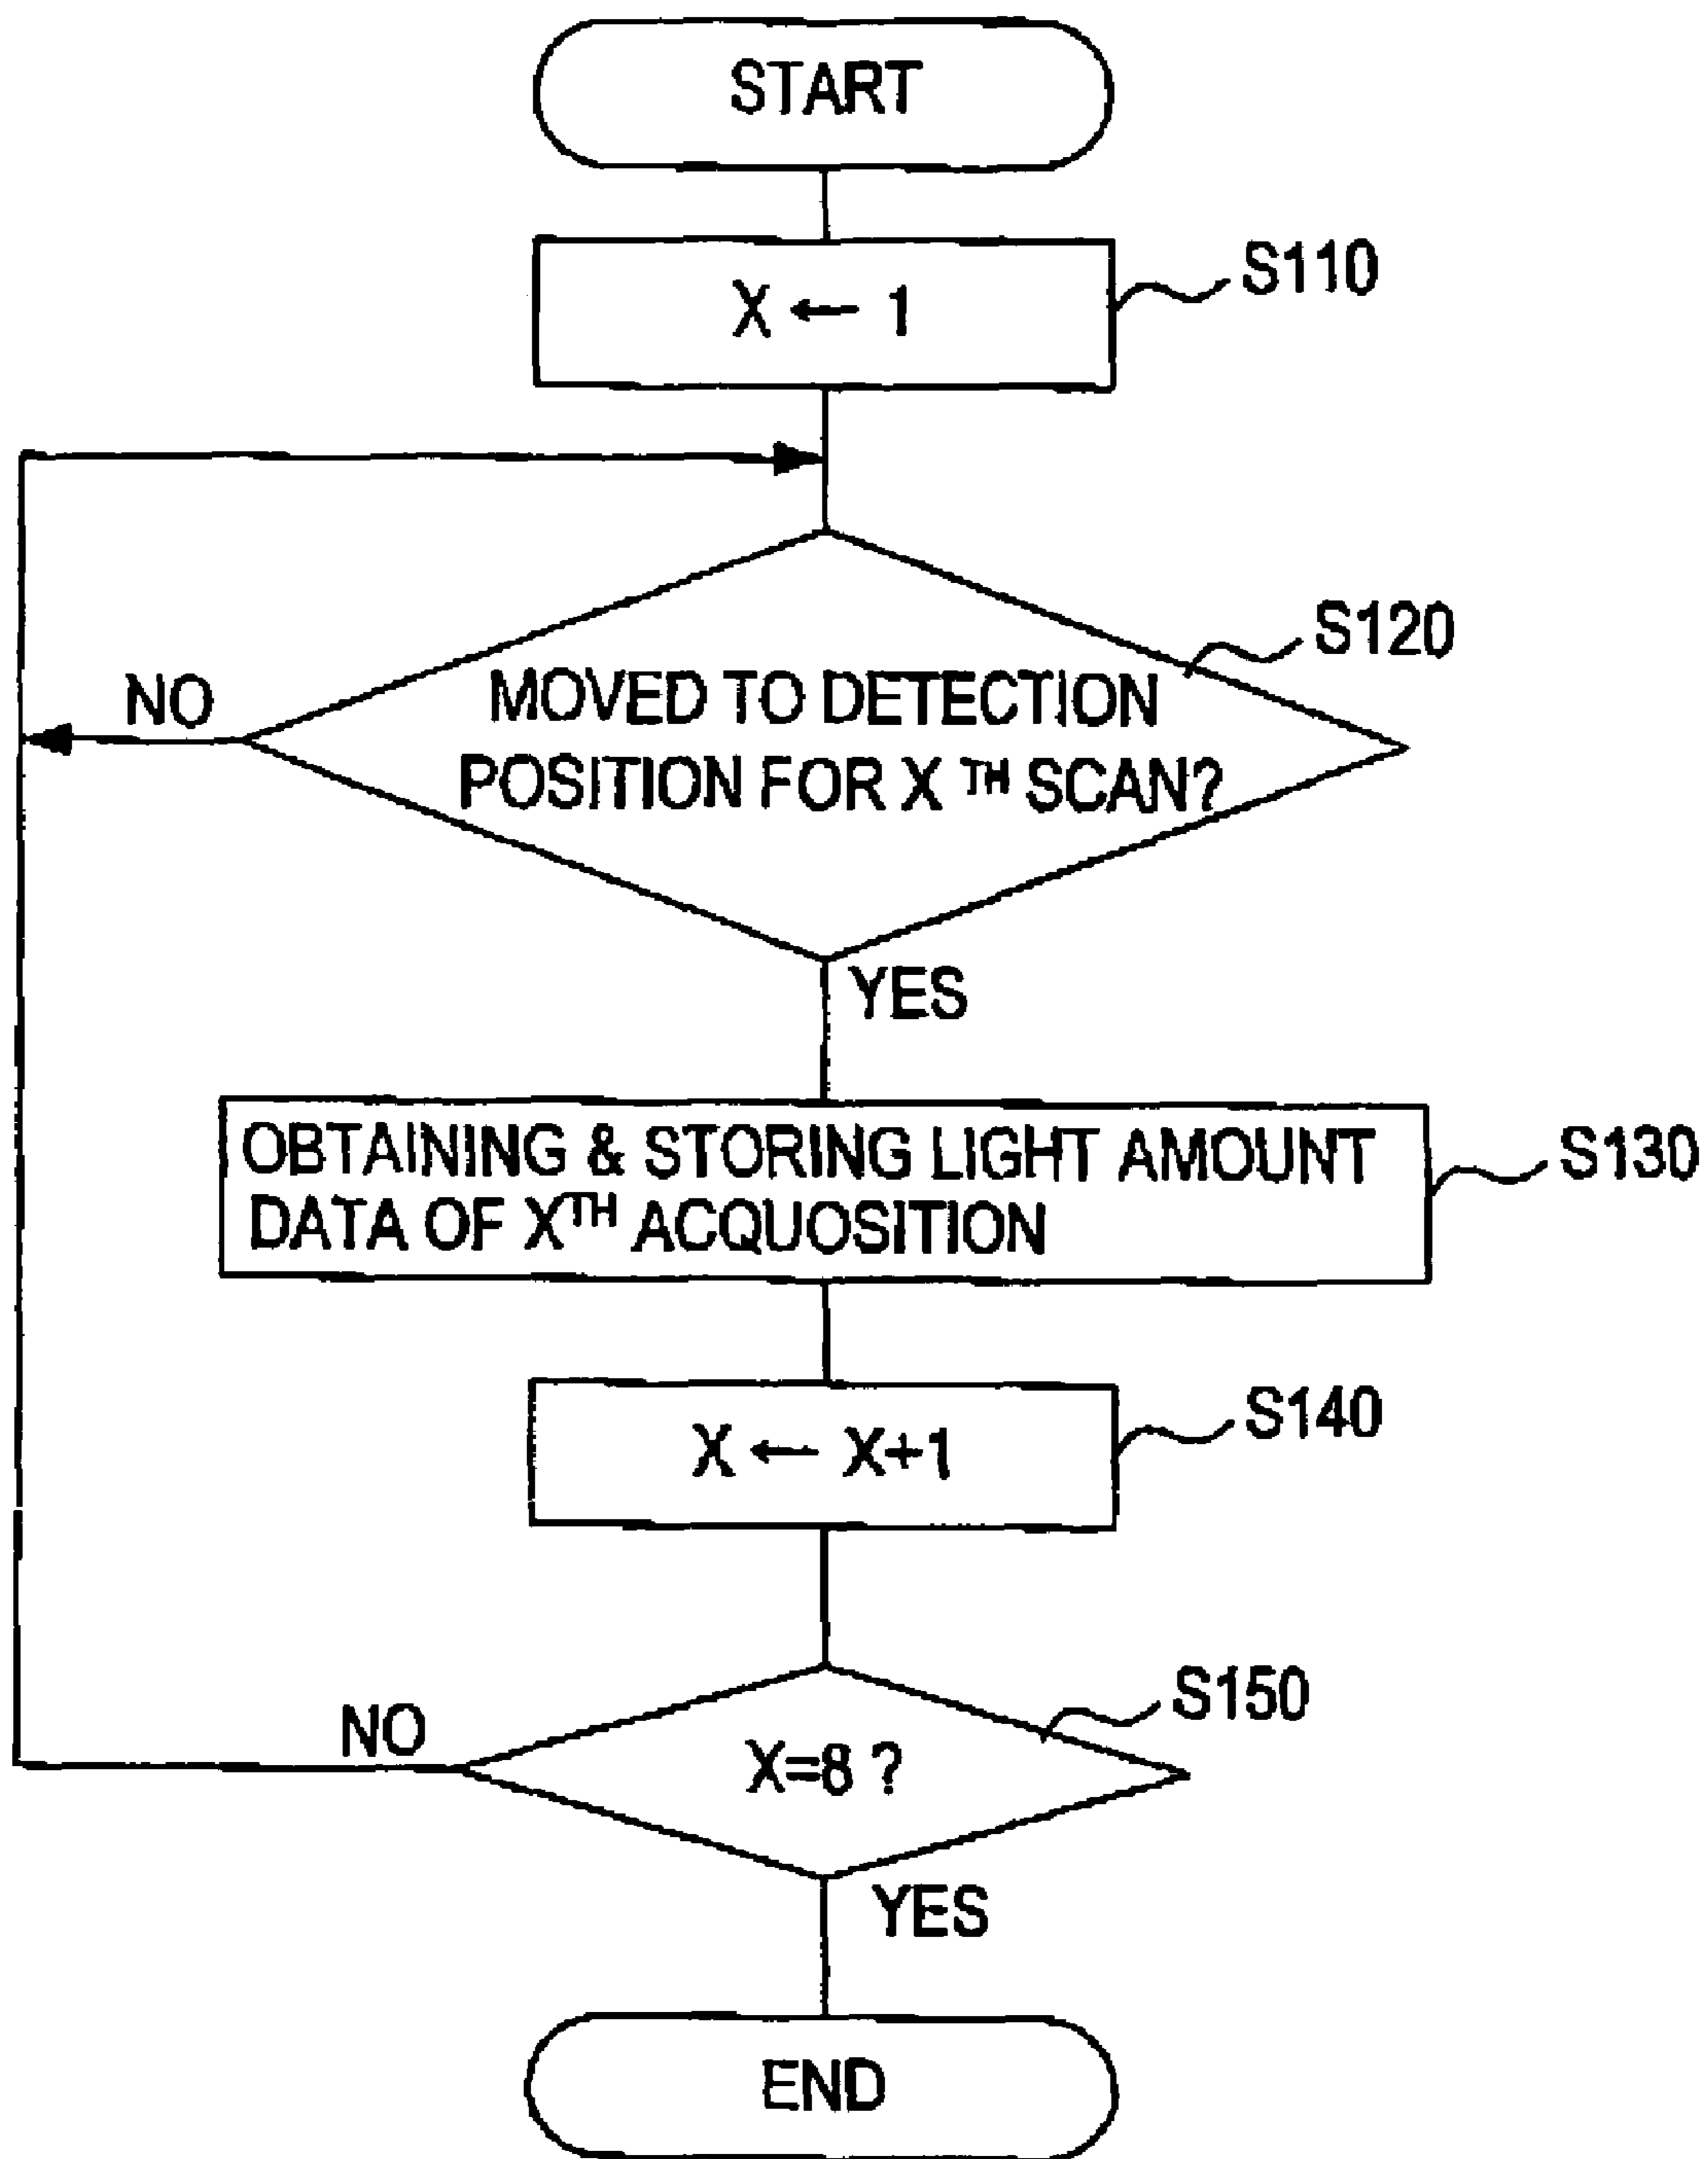 START
X ← 1
S110
S120
MOVED TO DETECTION
POSITION FOR X TH SCAN?
NO
YES
OBTAINING & STORING LIGHT AMOUNT
DATA OF XTH ACQUOSITION
S130
X ← X+1
S140
S150
X=8 ?
NO
YES
END